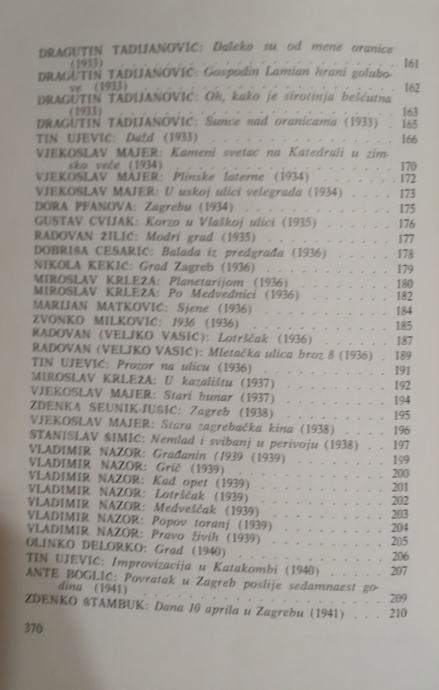 DRAGUTIN TADIJANOVIĆ: Daleko su od mene oranice
(1933) . . . . . . . . . . . . . . . . . 161
DRAGUTIN TADIJANOVIĆ: Gospodin Lamian hrani golubo-
ve (1933) . . . . . . . . . . . . . . . . 162
DRAGUTIN TADIJANOVIĆ: Oh, kako je sirotinja bešćutna
(1933) . . . . . . . . . . . . . . . . . 163
DRAGUTIN TADIJANOVIĆ: Sunce nad oranicama (1933) 165
TIN UJEVIĆ: Dažd (1933) . . . . . . . . . . . 166
VJEKOSLAV MAJER: Kameni svetac na Katedrali u zim-
sko veče (1934) . . . . . . . . . . . . . 170
VJEKOSLAV MAJER: Plinske laterne (1934) . . . . . 172
VJEKOSLAV MAJER: U uskoj ulici velegrada (1934) . . . 173
DORA PFANOVA: Zagrebu (1934) . . . . . . . . . 175
GUSTAV CVIJAK: Korzo u Vlaškoj ulici (1935) . . . . 176
RADOVAN ŽILIĆ: Modri grad (1935) . . . . . . . . 177
DOBRIŠA CESARIĆ: Balada iz predgrađa (1936) . . . . 178
NIKOLA KEKIĆ: Grad Zagreb (1936) . . . . . . . . 179
MIROSLAV KRLEŽA: Planetarijom (1936) . . . . . . 180
MIROSLAV KRLEŽA: Po Medvednici (1936) . . . . . 182
MARIJAN MATKOVIĆ: Sjene (1936) . . . . . . . . 184
ZVONKO MILKOVIĆ: 1936 (1936) . . . . . . . . . 185
RADOVAN (VELJKO VASIĆ): Lotrščak (1936) . . . . . 187
RADOVAN (VELJKO VASIĆ): Mletačka ulica broz 8 (1936) . 189
TIN UJEVIĆ: Prozor na ulicu (1936) . . . . . . . . 191
MIROSLAV KRLEŽA: U kazalištu (1937) . . . . . . 192
VJEKOSLAV MAJER: Stari bunar (1937) . . . . . . 194
ZDENKA SEUNIK-JUŠIĆ: Zagreb (1938) . . . . . . . 195
VJEKOSLAV MAJER: Stara zagrebačka kina (1938) . . . 196
STANISLAV ŠIMIĆ: Nemlad i svibanj u perivoju (1938) . . 197
VLADIMIR NAZOR: Građanin (1939 (1939) . . . . . . 199
VLADIMIR NAZOR: Grič (1939) . . . . . . . . . 200
VLADIMIR NAZOR: Kad opet (1939) . . . . . . . . 201
VLADIMIR NAZOR: Lotrščak (1939) . . . . . . . . 202
VLADIMIR NAZOR: Medveščak (1939) . . . . . . . 203
VLADIMIR NAZOR: Popov toranj (1939) . . . . . . 204
VLADIMIR NAZOR: Pravo živih (1939) . . . . . . . 205
OLINKO DELORKO: Grad (1940) . . . . . . . . . 206
TIN UJEVIĆ: Improvizacija u Katakombi (1940) . . . . 207
ANTE BOGLIĆ: Povratak u Zagreb poslije sedamnaest go-
dina (1941) . . . . . . . . . . . . . . . 209
ZDENKO ŠTAMBUK: Dana 10 aprila u Zagrebu (1941) . . . 210
370